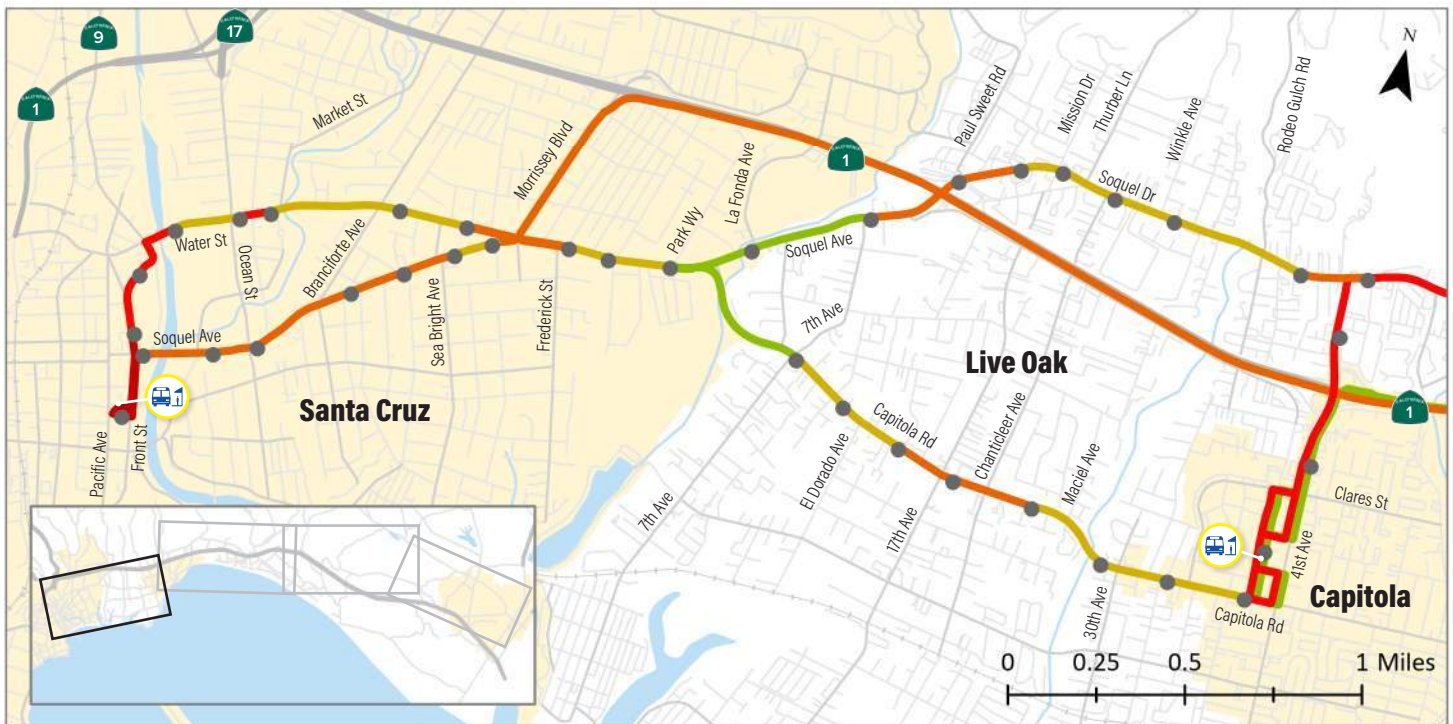 9
17
1
N
Market St
Morrissey Blvd
La Fonda Ave
Paul Sweet Rd
Mission Dr
Thurber Ln
Winkle Ave
Rodeo Gulch Rd
CALIFORNIA
1
Soquel Dr
Water St
Ocean St
Branciforte Ave
Park Wy
Soquel Ave
Soquel Ave
Sea Bright Ave
Frederick St
7th Ave
Live Oak
Santa Cruz
1
Pacific Ave
Front St
Capitola Rd
El Dorado Ave
Chanticleer Ave
Maciel Ave
7th Ave
17th Ave
Clares St
41st Ave
Capitola
30th Ave
Capitola Rd
0 0.25 0.5 1 Miles